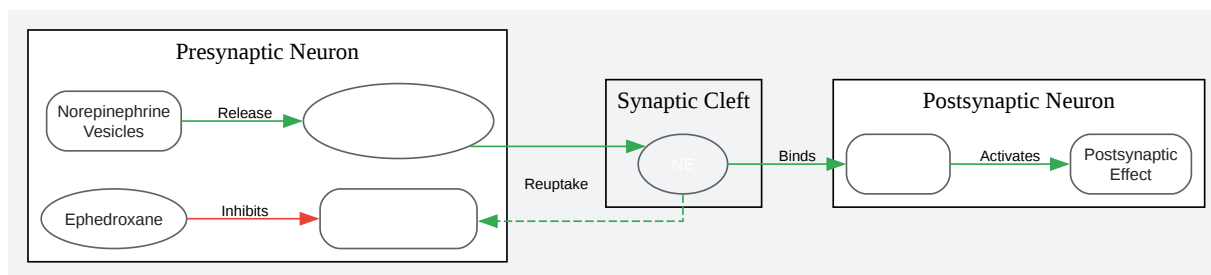 Presynaptic Neuron
Norepinephrine
Vesicles
Release
Ephedroxane
Inhibits
Reuptake
Synaptic Cleft
NE
Binds
Postsynaptic Neuron
Activates
Postsynaptic
Effect